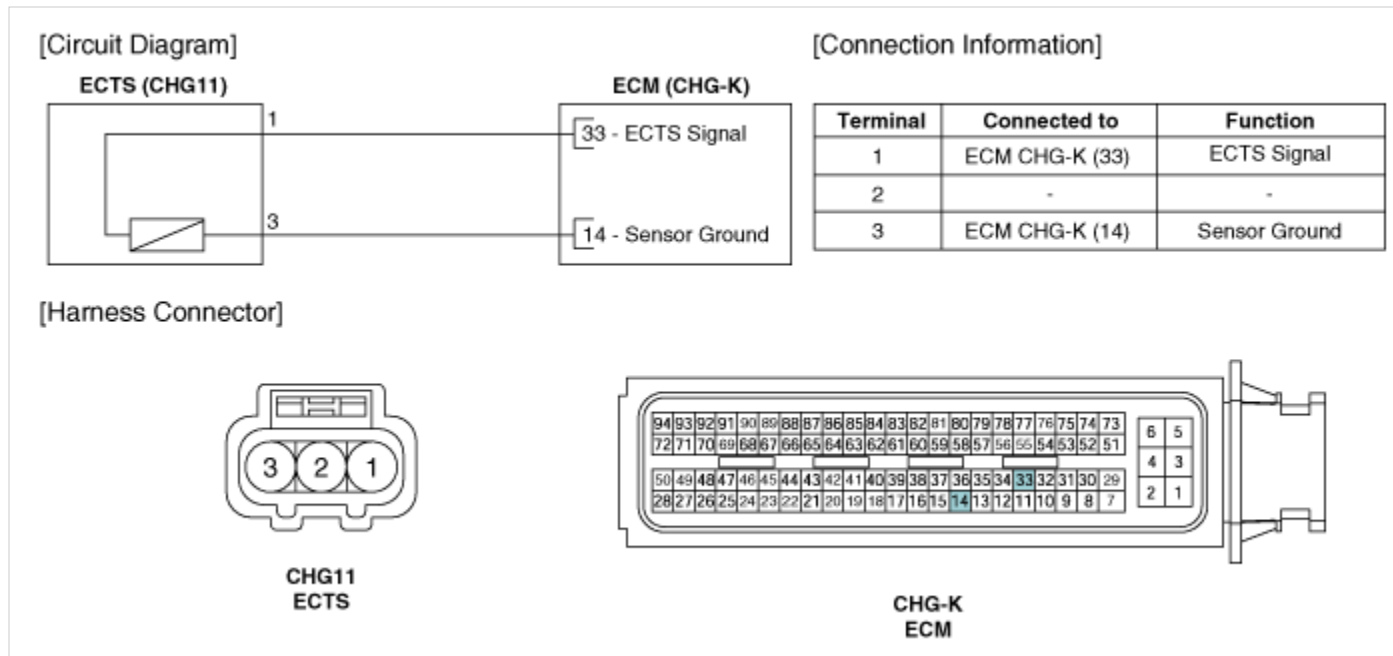 [Circuit Diagram]
ECTS (CHG11)
ECM (CHG-K)
1
33 - ECTS Signal
3
14 - Sensor Ground
[Connection Information]
Terminal Connected to Function
1 ECM CHG-K (33) ECTS Signal
2 - -
3 ECM CHG-K (14) Sensor Ground
[Harness Connector]
3 2 1
CHG11
ECTS
94 93 92 91 90 89 88 87 86 85 84 83 82 81 80 79 78 77 76 75 74 73
72 71 70 69 68 67 66 65 64 63 62 61 60 59 58 57 56 55 54 53 52 51
50 49 48 47 46 45 44 43 42 41 40 39 38 37 36 35 34 33 32 31 30 29
28 27 26 25 24 23 22 21 20 19 18 17 16 15 14 13 12 11 10 9 8 7
6 5
4 3
2 1
CHG-K
ECM